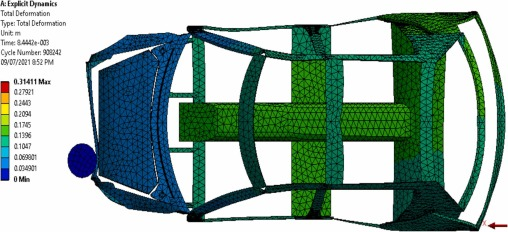 A: Explicit Dynamics
Total Deformation
Type: Total Deformation
Unit: m
Time: 8.4442e-003
Cycle Number: 908242
09/07/2021 8:52 PM
0.31411 Max
0.27921
0.2443
0.2094
0.1745
0.1396
0.1047
0.069801
0.034901
0 Min